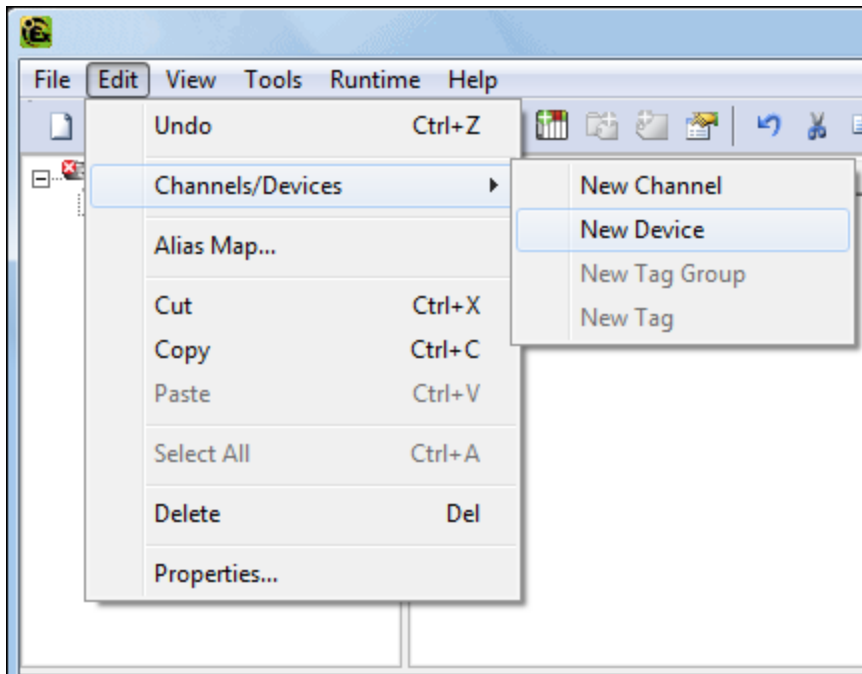 File Edit View Tools Runtime Help
Undo Ctrl+Z
Channels/Devices
New Channel
New Device
New Tag Group
New Tag
Alias Map...
Cut Ctrl+X
Copy Ctrl+C
Paste Ctrl+V
Select All Ctrl+A
Delete Del
Properties...